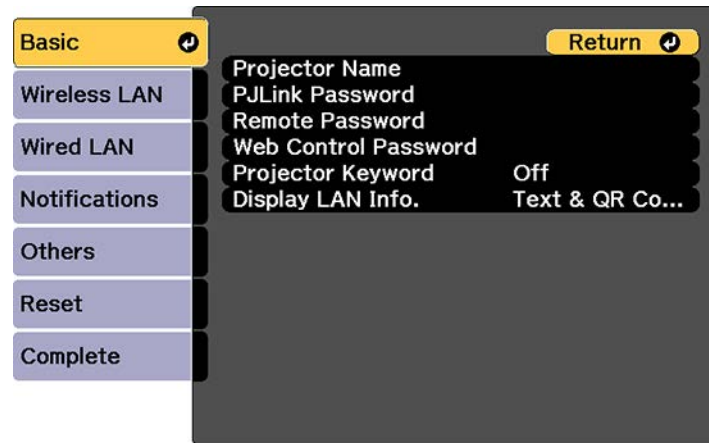 Basic
Wireless LAN
Wired LAN
Notifications
Others
Reset
Complete
Return
Projector Name
PJLink Password
Remote Password
Web Control Password
Projector Keyword Off
Display LAN Info. Text & QR Co...